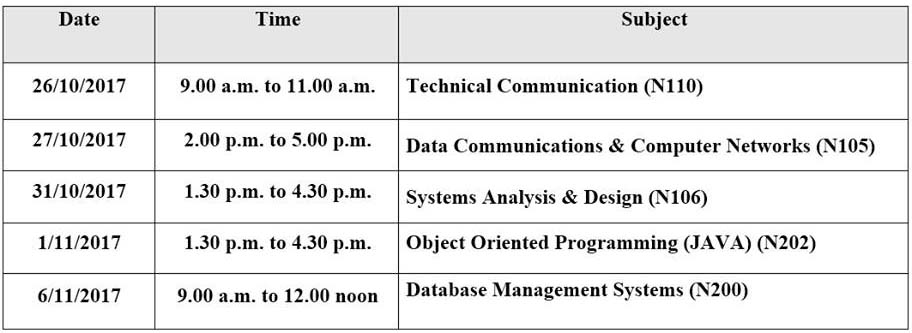 Date Time Subject
26/10/2017 9.00 a.m. to 11.00 a.m. Technical Communication (N110)
27/10/2017 2.00 p.m. to 5.00 p.m. Data Communications & Computer Networks (N105)
31/10/2017 1.30 p.m. to 4.30 p.m. Systems Analysis & Design (N106)
1/11/2017 1.30 p.m. to 4.30 p.m. Object Oriented Programming (JAVA) (N202)
6/11/2017 9.00 a.m. to 12.00 noon Database Management Systems (N200)